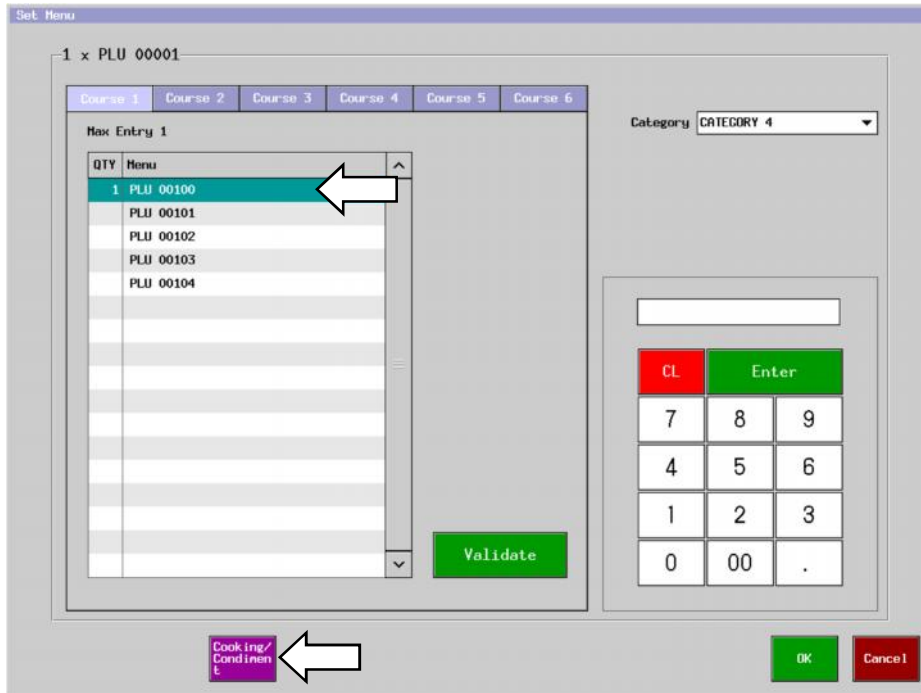 Set Menu
1 x PLU 00001
Course 1 Course 2 Course 3 Course 4 Course 5 Course 6
Max Entry 1
Category CATEGORY 4
QTY Menu
1 PLU 00100
PLU 00101
PLU 00102
PLU 00103
PLU 00104
CL Enter
7 8 9
4 5 6
1 2 3
0 00 .
Validate
Cooking/
Condimen
t
OK Cancel